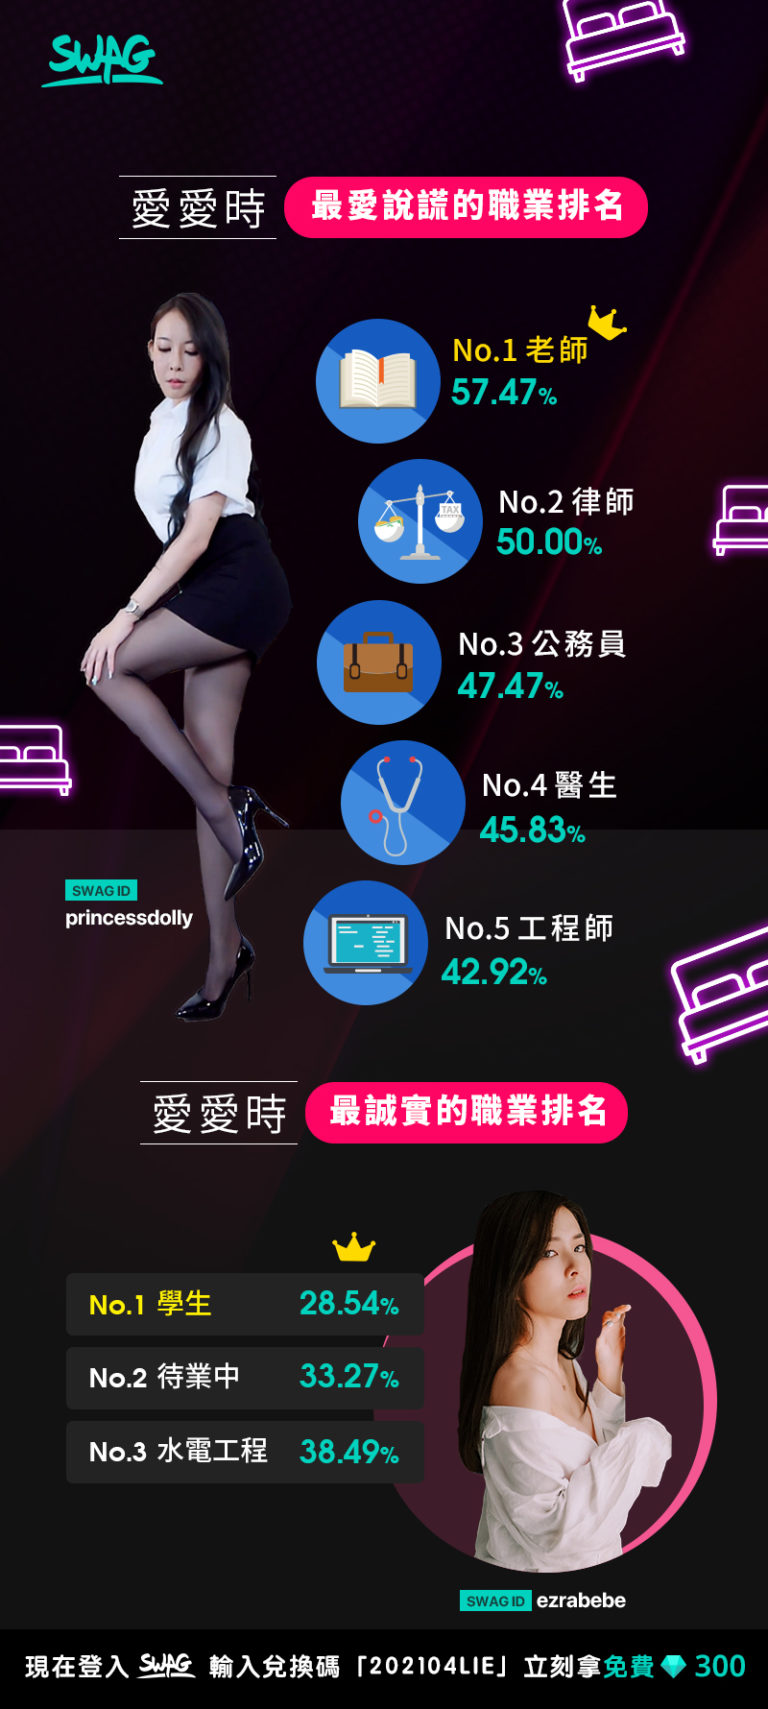 SWAG
愛愛時 最愛說謊的職業排名
No.1 老師
57.47%
No.2 律師
50.00%
TAX
No.3 公務員
47.47%
No.4 醫生
45.83%
SWAG ID
princessdolly
No.5 工程師
42.92%
愛愛時 最誠實的職業排名
No.1 學生 28.54%
No.2 待業中 33.27%
No.3 水電工程 38.49%
SWAG ID ezrabebe
現在登入 SWAG 輸入兌換碼「202104LIE」立刻拿免費 300